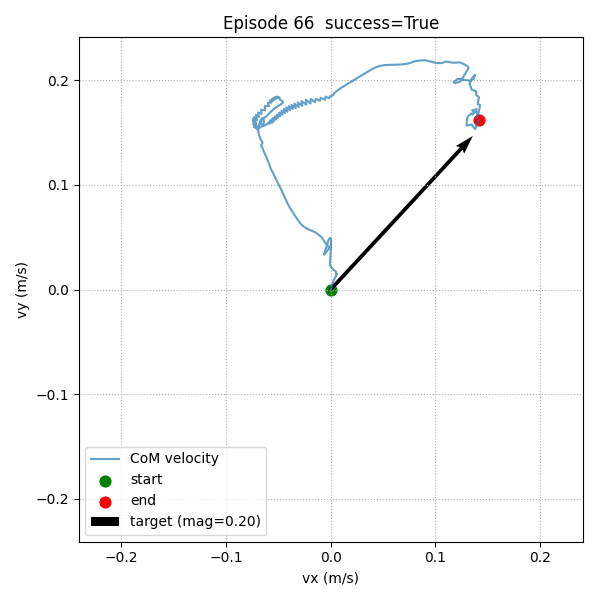 Episode 66  success=True
vy (m/s)
0.2
0.1
0.0
−0.1
−0.2
CoM velocity
start
end
target (mag=0.20)
−0.2
−0.1
0.0
0.1
0.2
vx (m/s)